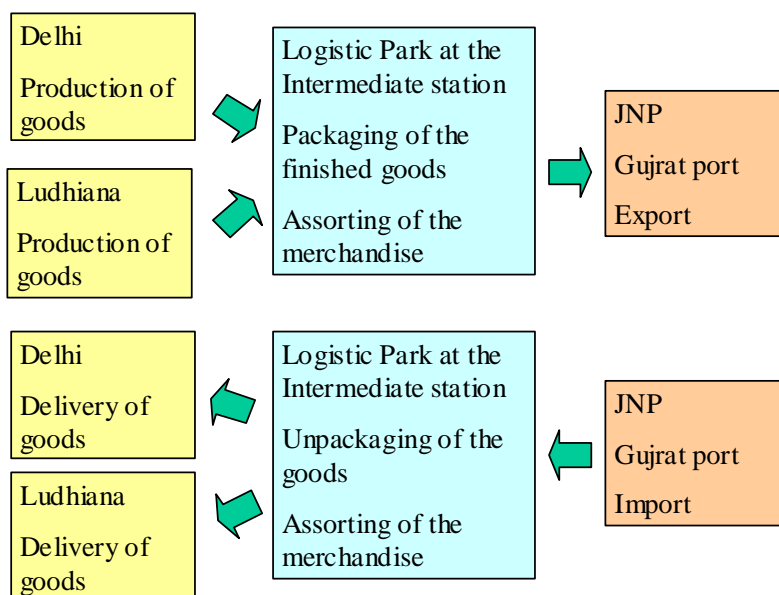 Delhi
Production of
goods
Ludhiana
Production of
goods
Logistic Park at the
Intermediate station
Packaging of the
finished goods
Assorting of the
merchandise
JNP
Gujrat port
Export
Delhi
Delivery of
goods
Ludhiana
Delivery of
goods
Logistic Park at the
Intermediate station
Unpackaging of the
goods
Assorting of the
merchandise
JNP
Gujrat port
Import